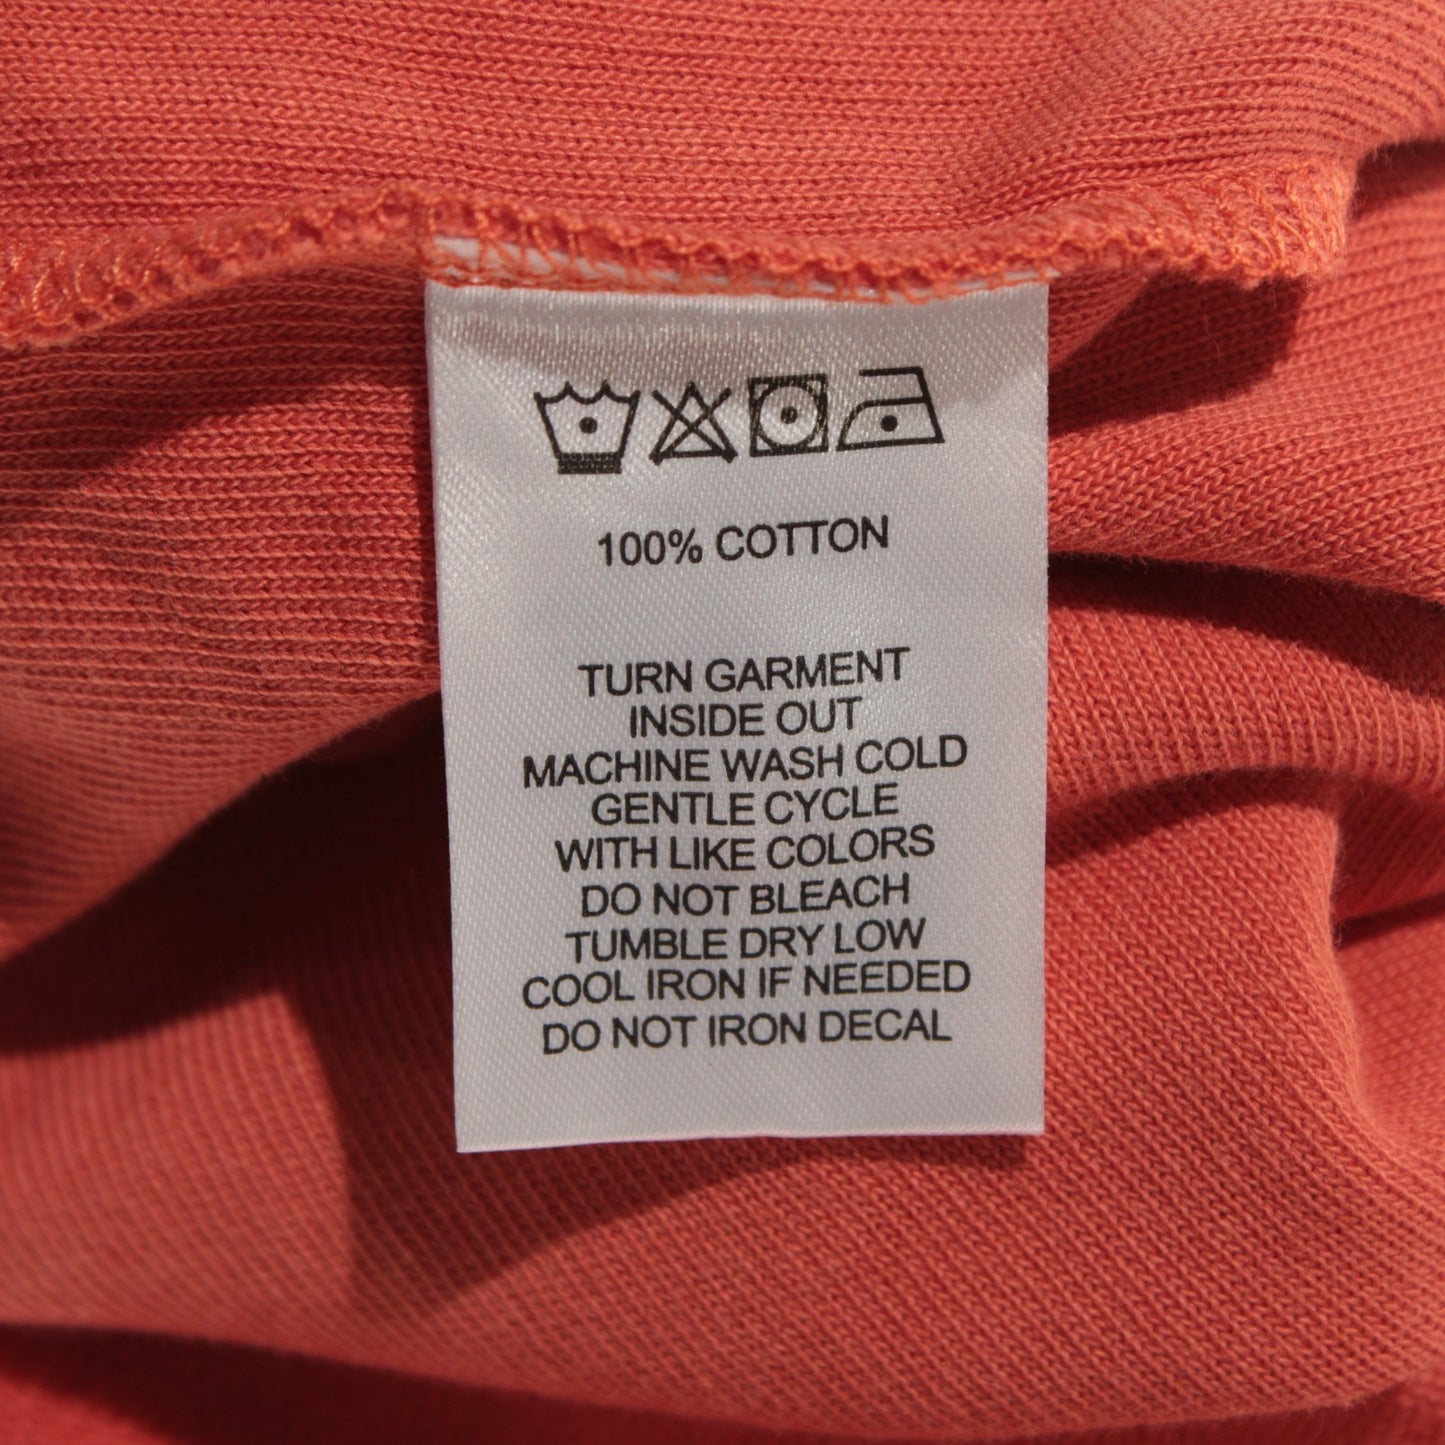 100% COTTON
TURN GARMENT
INSIDE OUT
MACHINE WASH COLD
GENTLE CYCLE
WITH LIKE COLORS
DO NOT BLEACH
TUMBLE DRY LOW
COOL IRON IF NEEDED
DO NOT IRON DECAL